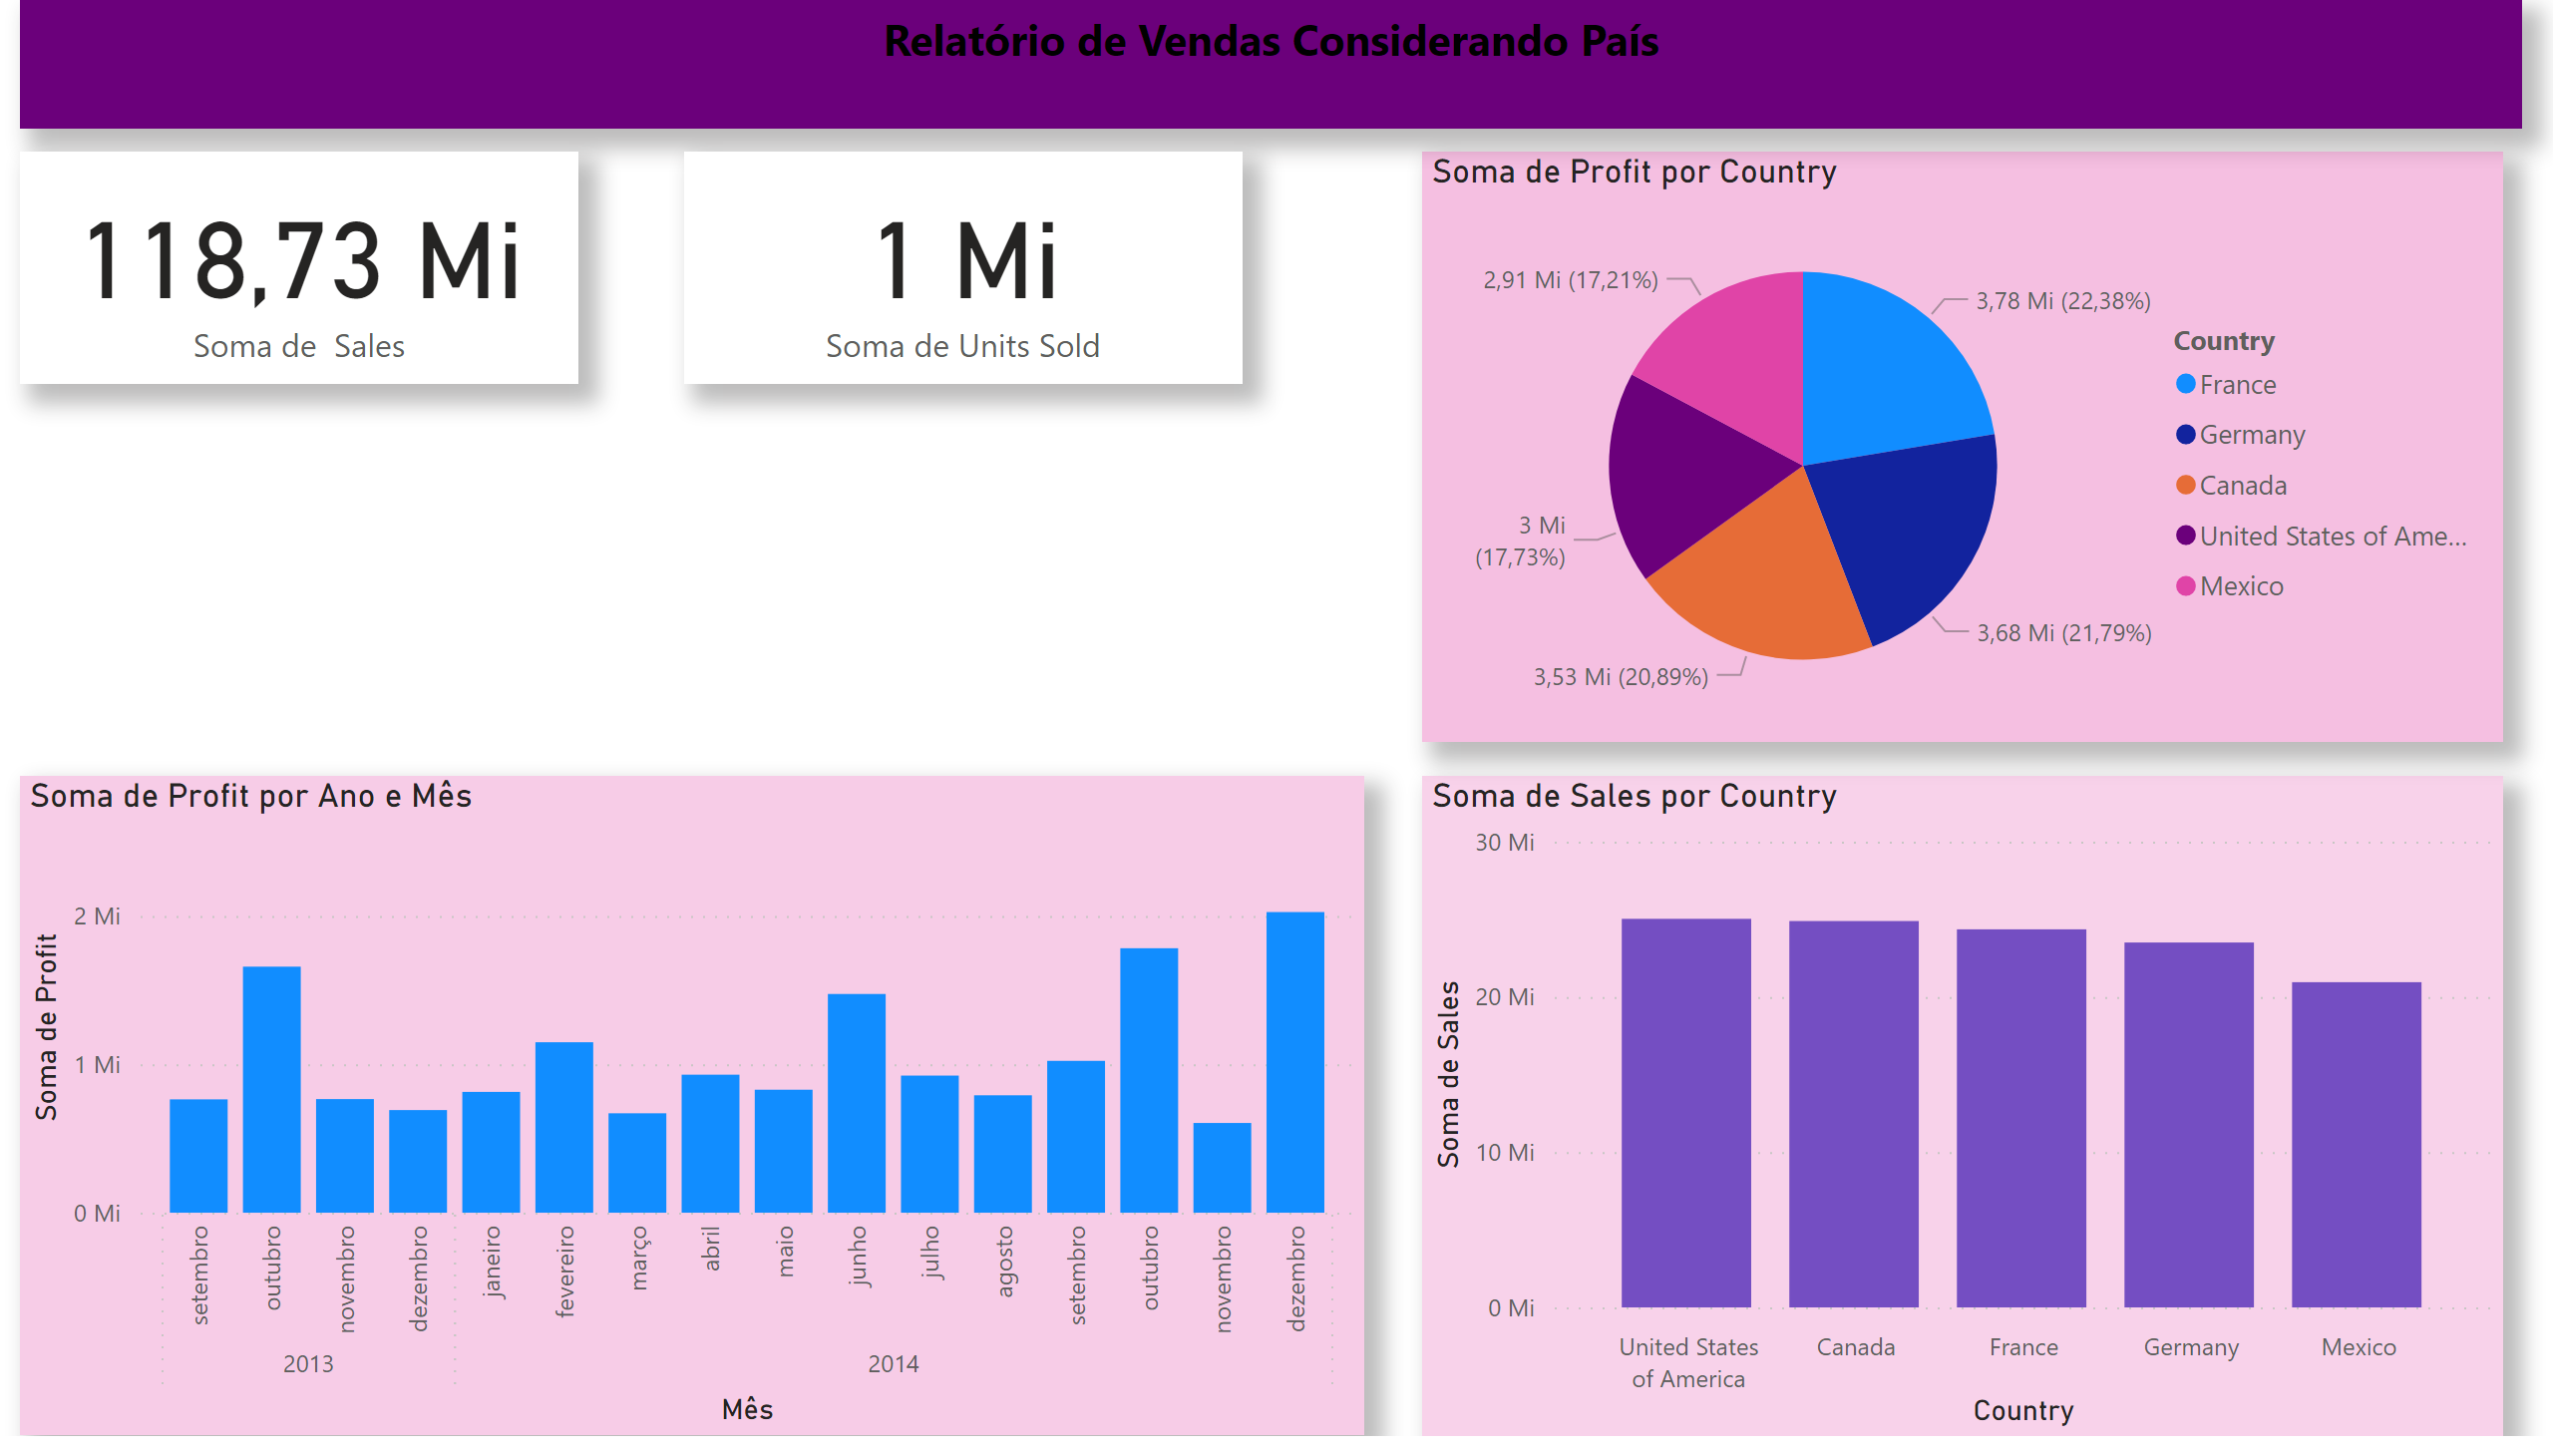 Relatório de Vendas Considerando País
118,73 Mi
Soma de  Sales
1 Mi
Soma de Units Sold
Soma de Profit por Country
2,91 Mi (17,21%)
3,78 Mi (22,38%)
3 Mi
(17,73%)
3,68 Mi (21,79%)
3,53 Mi (20,89%)
Country
France
Germany
Canada
United States of Ame...
Mexico
Soma de Profit por Ano e Mês
Soma de Profit
2 Mi
1 Mi
0 Mi
setembro
outubro
novembro
dezembro
janeiro
fevereiro
março
abril
maio
junho
julho
agosto
setembro
outubro
novembro
dezembro
2013
2014
Mês
Soma de Sales por Country
Soma de Sales
30 Mi
20 Mi
10 Mi
0 Mi
United States
of America
Canada
France
Germany
Mexico
Country